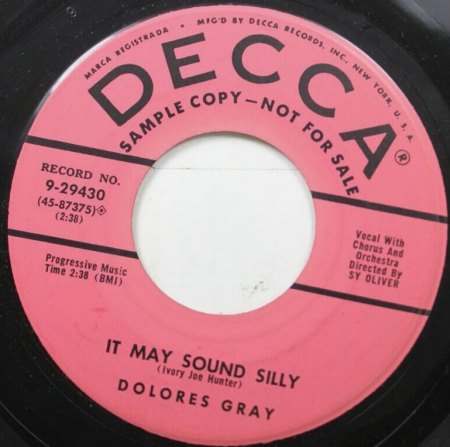 MARCA REGISTRADA • MF'G BY DECCA RECORDS, INC., NEW YORK, U.S.A.
DECCA®
SAMPLE COPY—NOT FOR SALE
RECORD NO.
9-29430
(45-87375)
(2:38)
Vocal With
Chorus And
Orchestra
Directed By
SY OLIVER
Progressive Music
Time 2:38 (BMI)
IT MAY SOUND SILLY
(Ivory Joe Hunter)
DOLORES GRAY